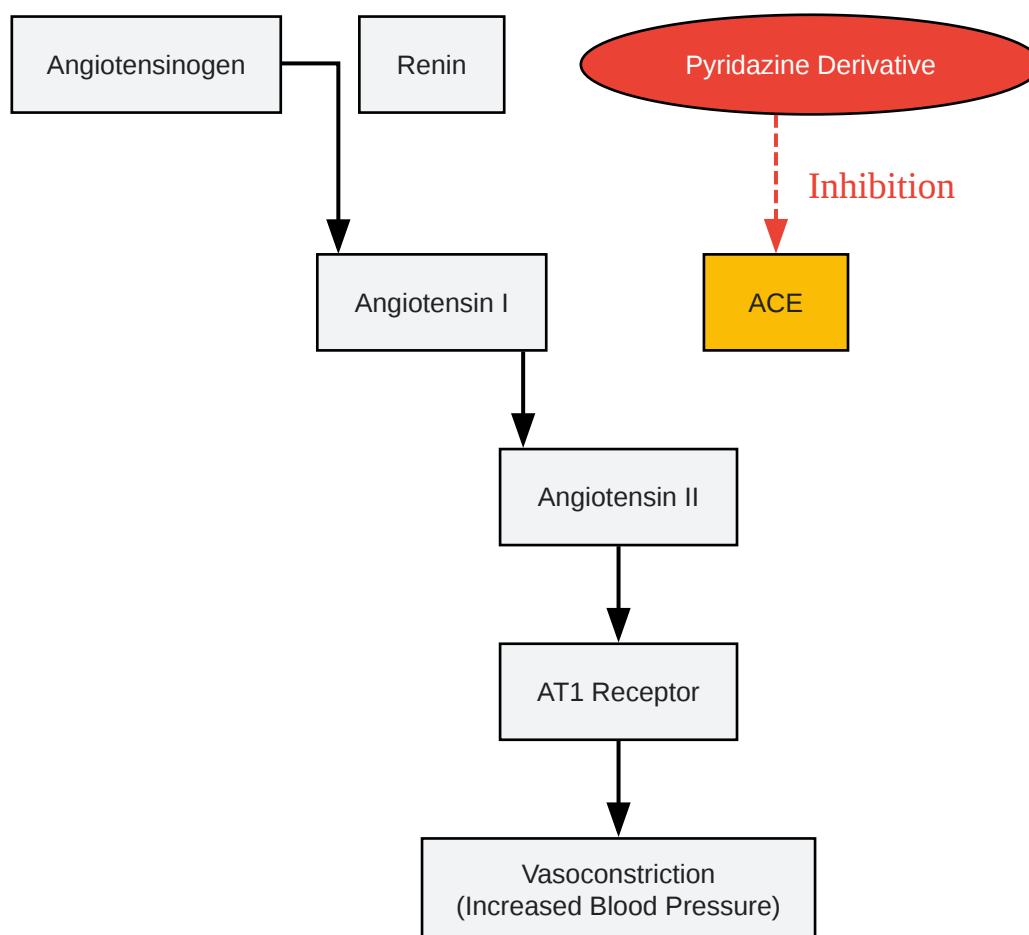 Angiotensinogen
Renin
Pyridazine Derivative
Inhibition
Angiotensin I
ACE
Angiotensin II
AT1 Receptor
Vasoconstriction
(Increased Blood Pressure)